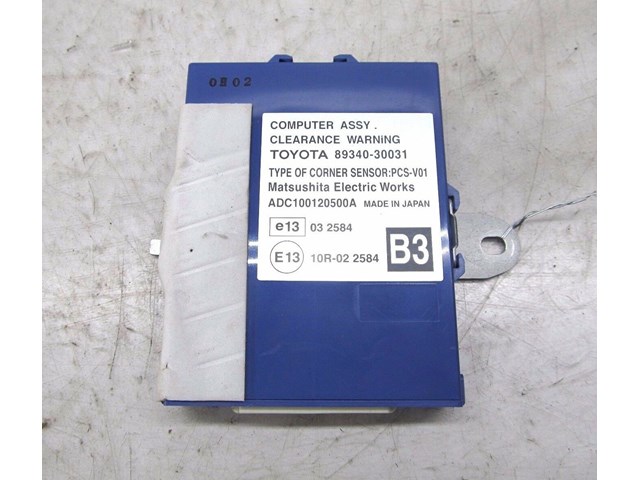 0E02
COMPUTER ASSY.
CLEARANCE WARNiNG
TOYOTA 89340-30031
TYPE OF CORNER SENSOR:PCS-V01
Matsushita Electric Works
ADC100120500A MADE IN JAPAN
e13 03 2584
E13 10R-02 2584
B3